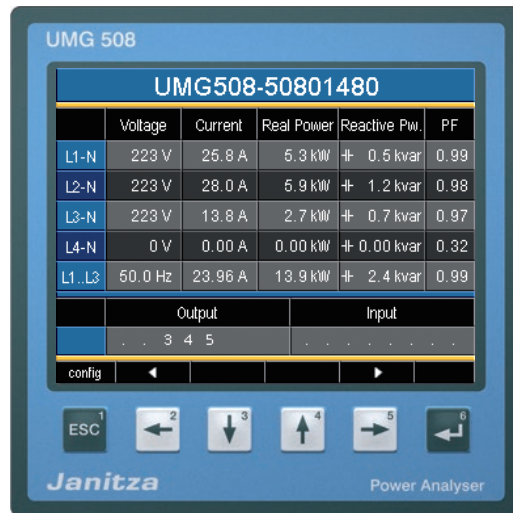 UMG 508
UMG508-50801480
Voltage Current Real Power Reactive Pw. PF
L1-N 223 V 25.8 A 5.3 kW ⊣⊢ 0.5 kvar 0.99
L2-N 223 V 28.0 A 5.9 kW ⊣⊢ 1.2 kvar 0.98
L3-N 223 V 13.8 A 2.7 kW ⊣⊢ 0.7 kvar 0.97
L4-N 0 V 0.00 A 0.00 kW ⊣⊢ 0.00 kvar 0.32
L1..L3 50.0 Hz 23.96 A 13.9 kW ⊣⊢ 2.4 kvar 0.99
Output Input
. . 3 4 5 . . . . . . . .
config ◀ ▶
ESC 1 ← 2 ↓ 3 ↑ 4 → 5 ↵ 6
Janitza Power Analyser